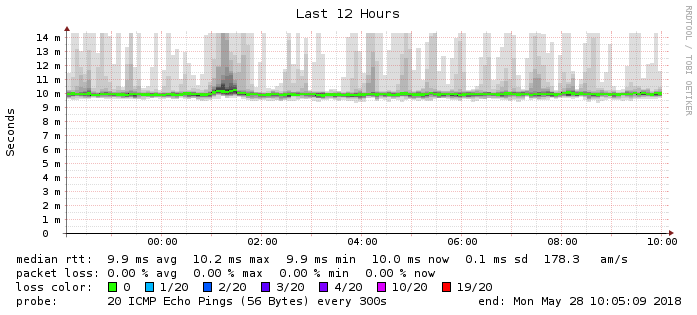 Last 12 Hours
RRDTOOL / TOBI OETIKER
Seconds
14 m
13 m
12 m
11 m
10 m
9 m
8 m
7 m
6 m
5 m
4 m
3 m
2 m
1 m
0
00:00 02:00 04:00 06:00 08:00 10:00
median rtt: 9.9 ms avg 10.2 ms max 9.9 ms min 10.0 ms now 0.1 ms sd 178.3 am/s
packet loss: 0.00 % avg 0.00 % max 0.00 % min 0.00 % now
loss color: 0 1/20 2/20 3/20 4/20 10/20 19/20
probe: 20 ICMP Echo Pings (56 Bytes) every 300s end: Mon May 28 10:05:09 2018